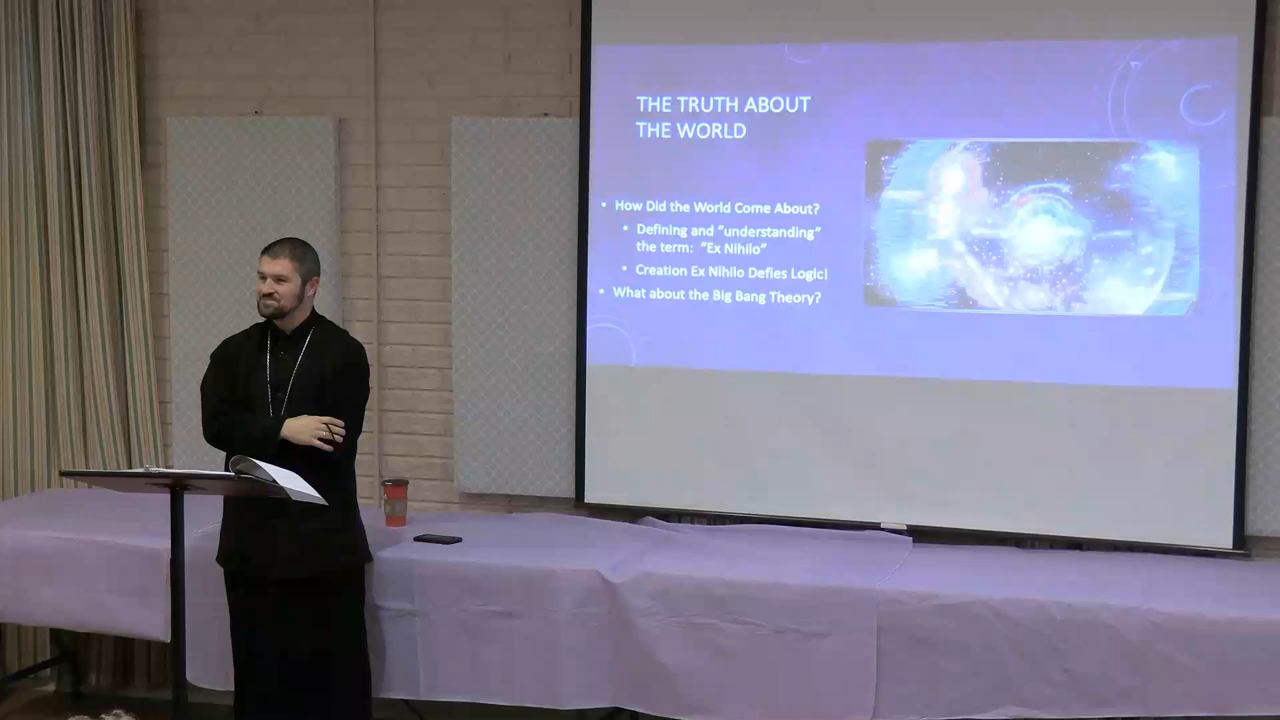 THE TRUTH ABOUT
THE WORLD
• How Did the World Come About?
• Defining and “understanding”
the term: “Ex Nihilo”
• Creation Ex Nihilo Defies Logic!
• What about the Big Bang Theory?